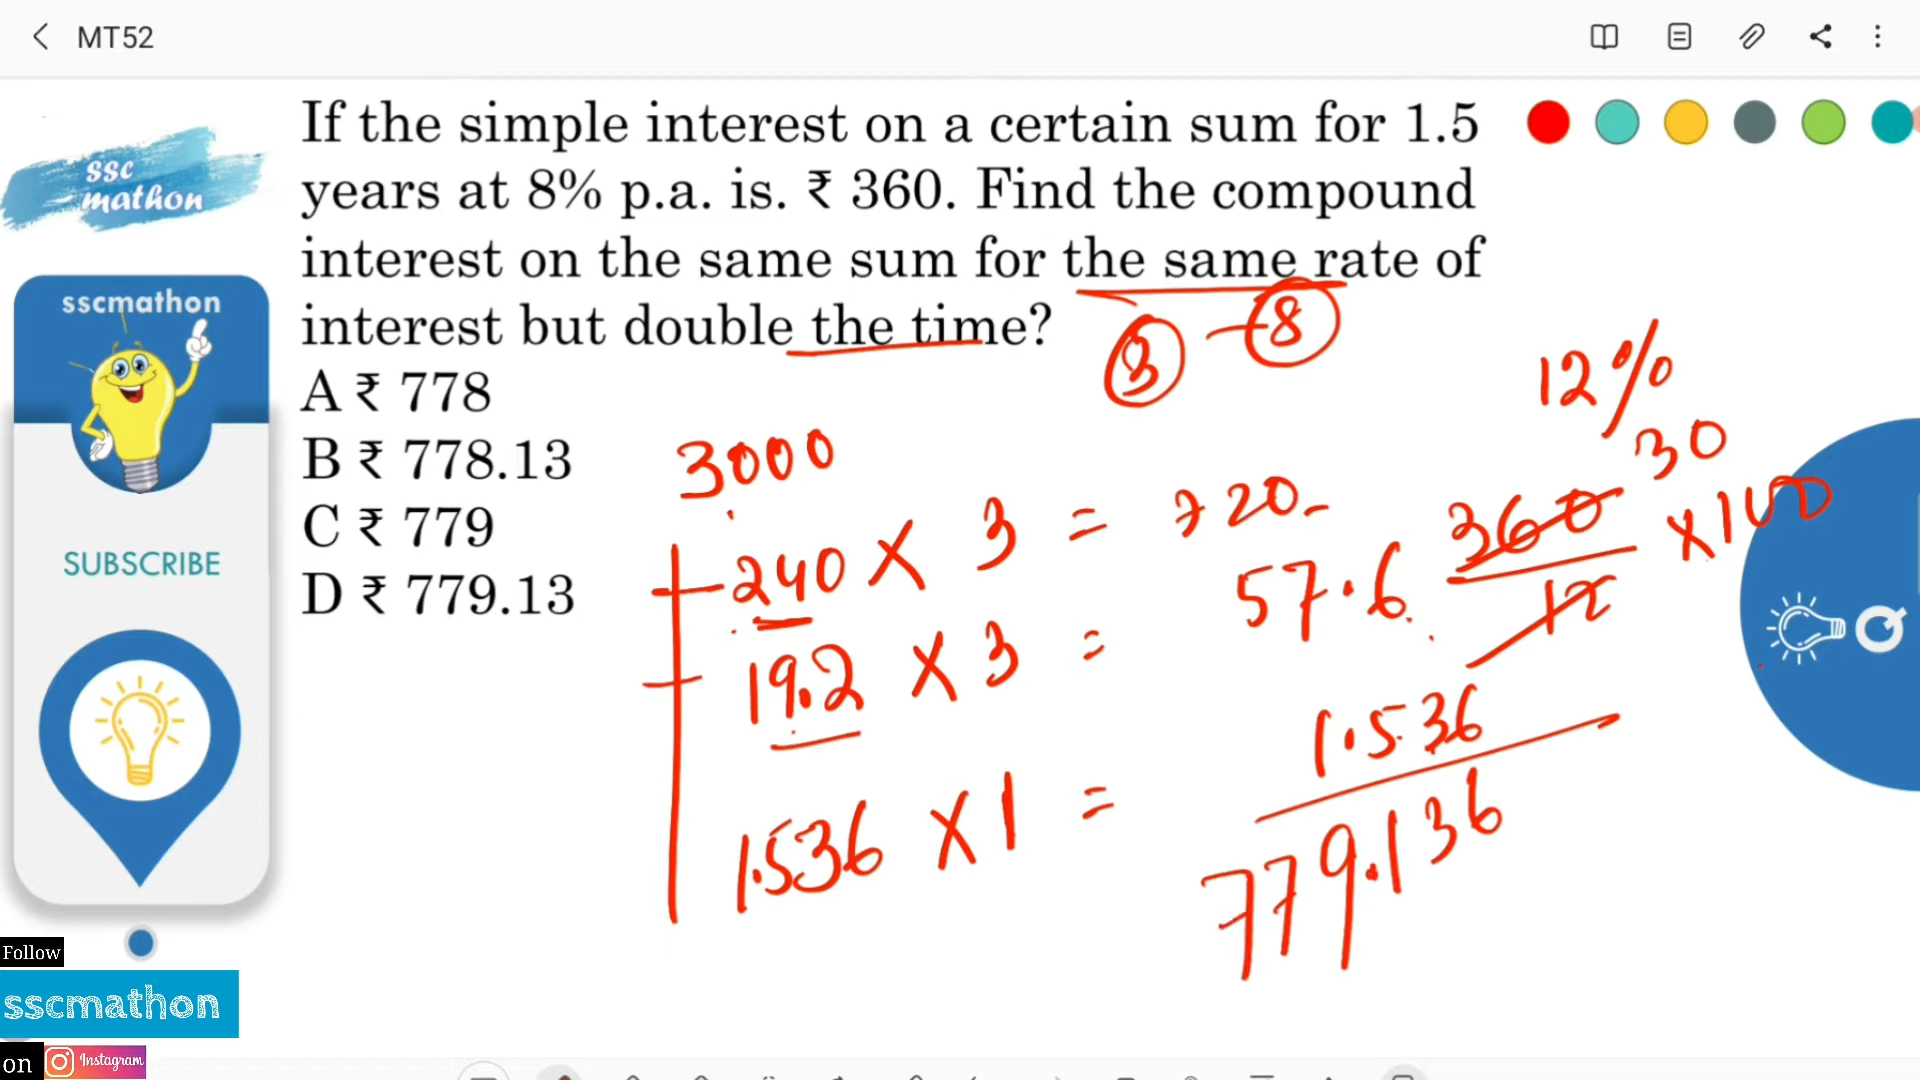 MT52
If the simple interest on a certain sum for 1.5
years at 8% p.a. is. ₹ 360. Find the compound
interest on the same sum for the same rate of
interest but double the time?
A ₹ 778
B ₹ 778.13
C ₹ 779
D ₹ 779.13
ssc
mathon
sscmathon
SUBSCRIBE
3 - 8
12%
3000
30
240 × 3 = 720
360
× 100
12
19.2 × 3 = 57.6
1.536 × 1 = 1.536
779.136
Q
Follow
sscmathon
on Instagram